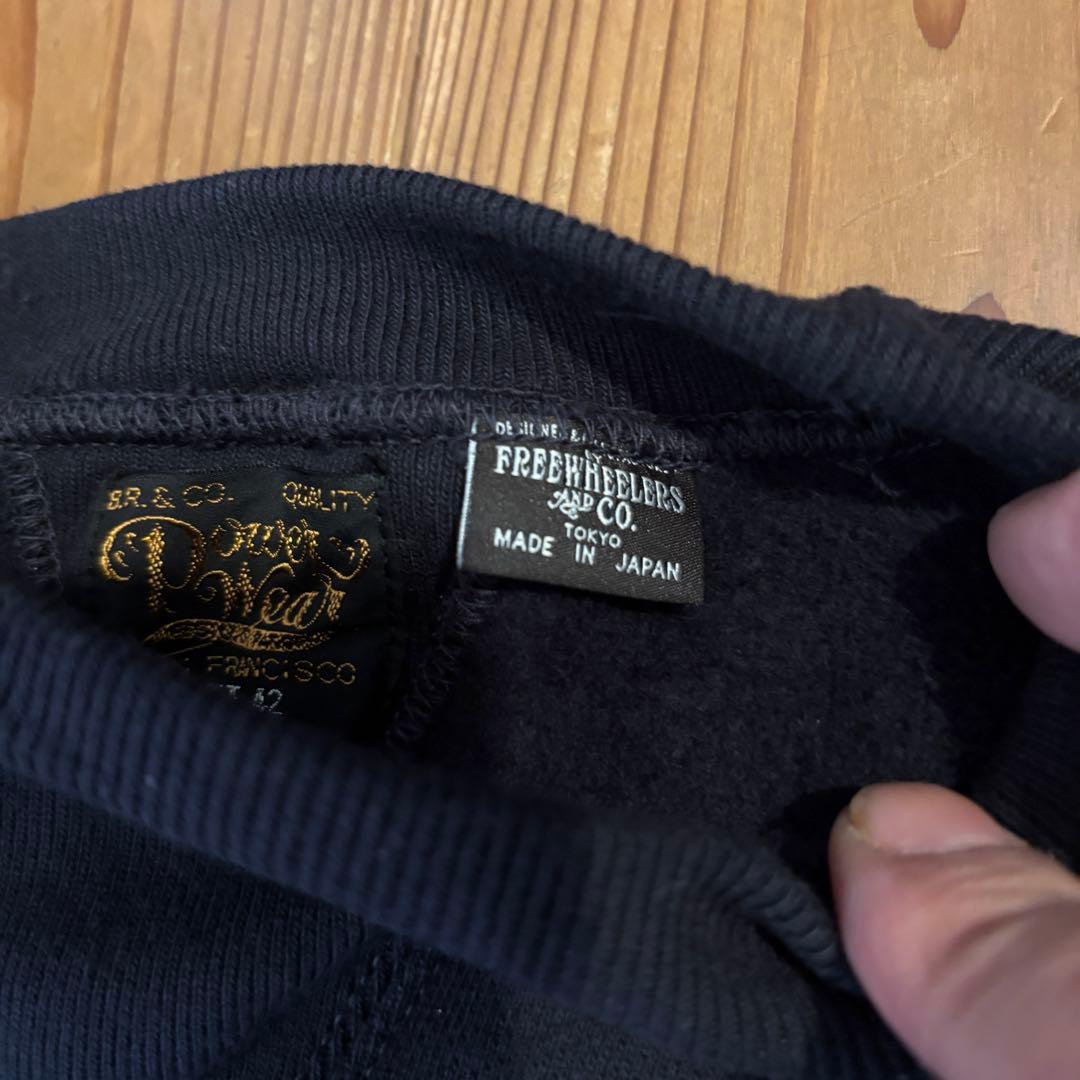 B.R. & CO. QUALITY
Power
Wear
FRANCISCO
42
FREEWHEELERS
AND CO.
TOKYO
MADE IN JAPAN